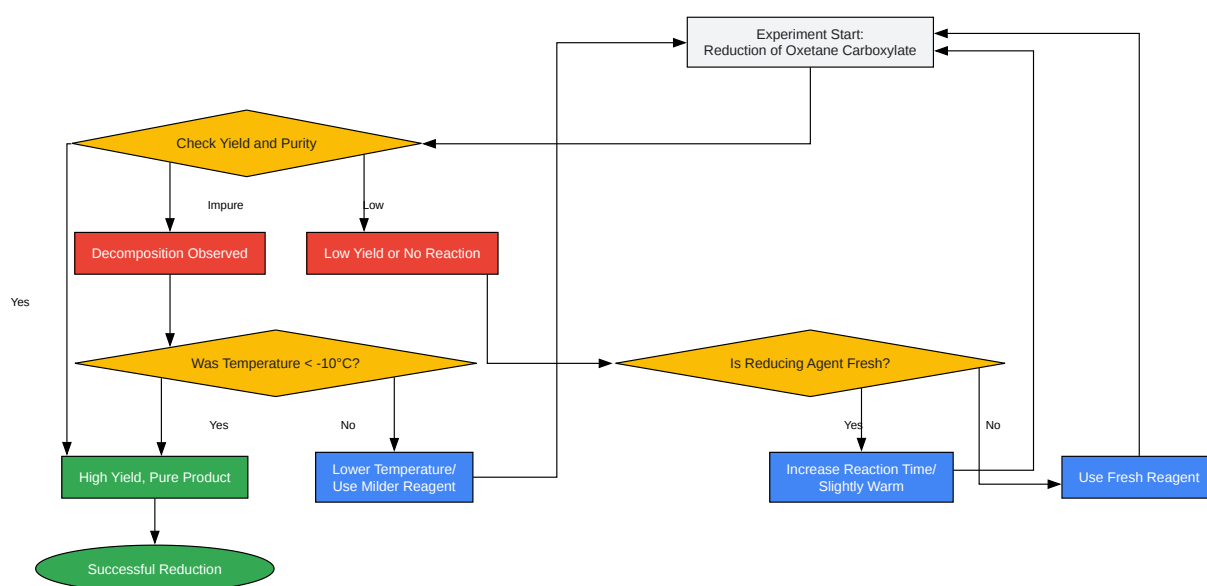 Experiment Start:
Reduction of Oxetane Carboxylate
Check Yield and Purity
Impure
Low
Decomposition Observed
Low Yield or No Reaction
Yes
Was Temperature < -10°C?
Is Reducing Agent Fresh?
Yes
No
Yes
No
High Yield, Pure Product
Lower Temperature/
Use Milder Reagent
Increase Reaction Time/
Slightly Warm
Use Fresh Reagent
Successful Reduction